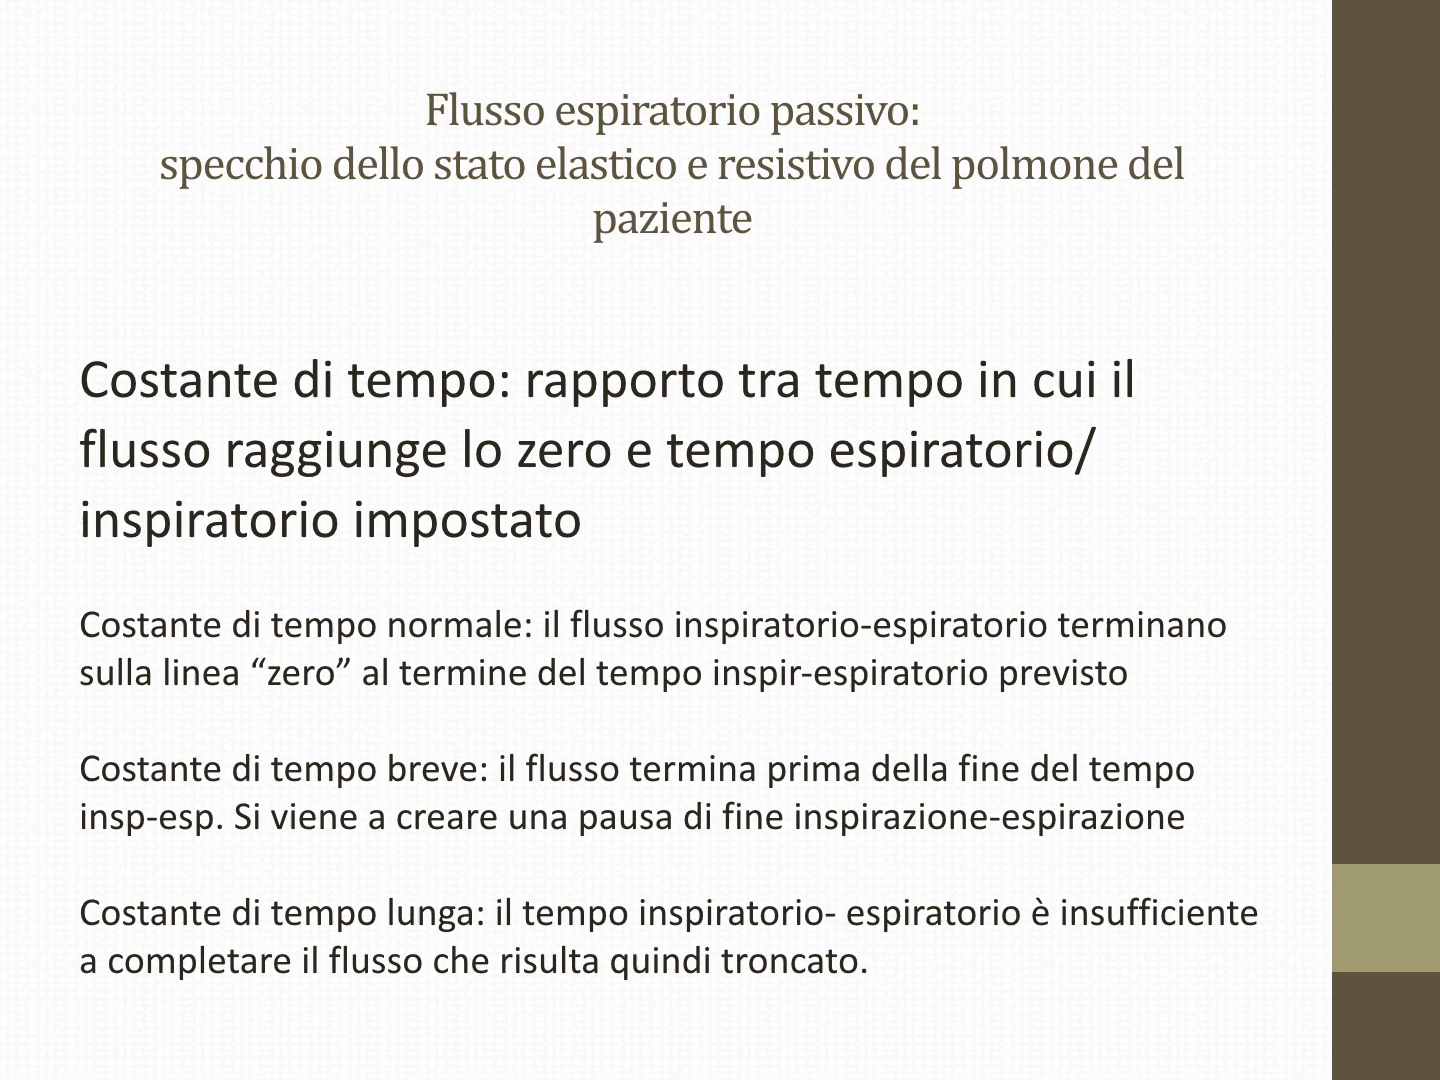 Flusso espiratorio passivo:
specchio dello stato elastico e resistivo del polmone del
paziente
Costante di tempo: rapporto tra tempo in cui il
flusso raggiunge lo zero e tempo espiratorio/
inspiratorio impostato
Costante di tempo normale: il flusso inspiratorio-espiratorio terminano
sulla linea “zero” al termine del tempo inspir-espiratorio previsto
Costante di tempo breve: il flusso termina prima della fine del tempo
insp-esp. Si viene a creare una pausa di fine inspirazione-espirazione
Costante di tempo lunga: il tempo inspiratorio- espiratorio è insufficiente
a completare il flusso che risulta quindi troncato.